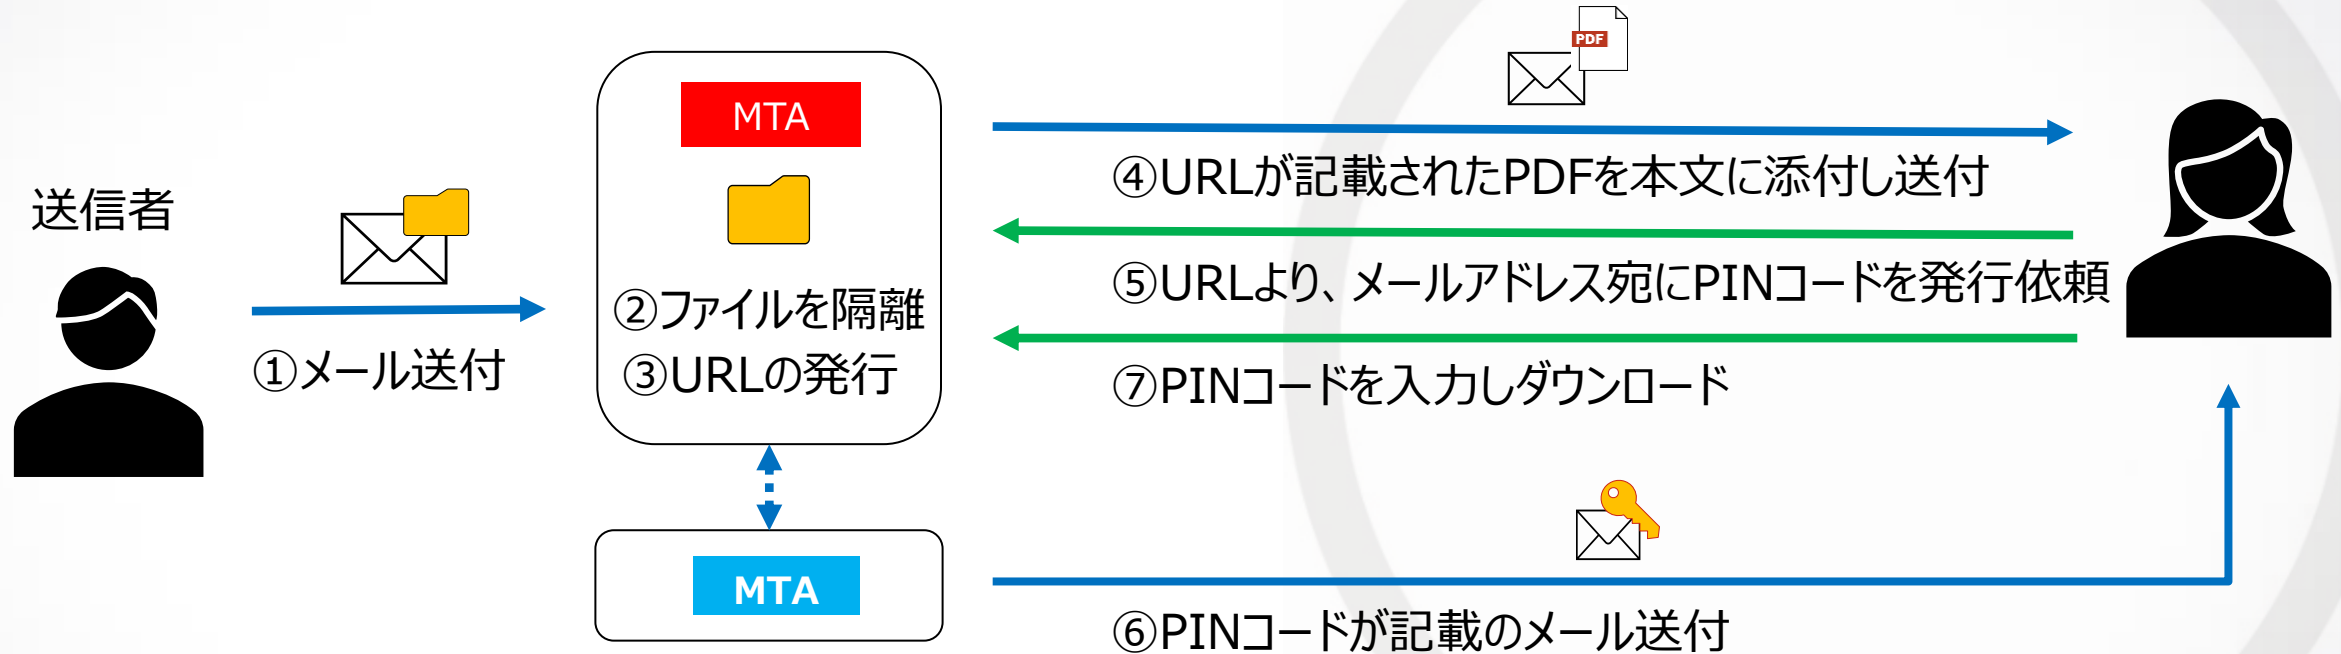 送信者
①メール送付
MTA
②ファイルを隔離
③URLの発行
MTA
PDF
④URLが記載されたPDFを本文に添付し送付
⑤URLより、メールアドレス宛にPINコードを発行依頼
⑦PINコードを入力しダウンロード
⑥PINコードが記載のメール送付